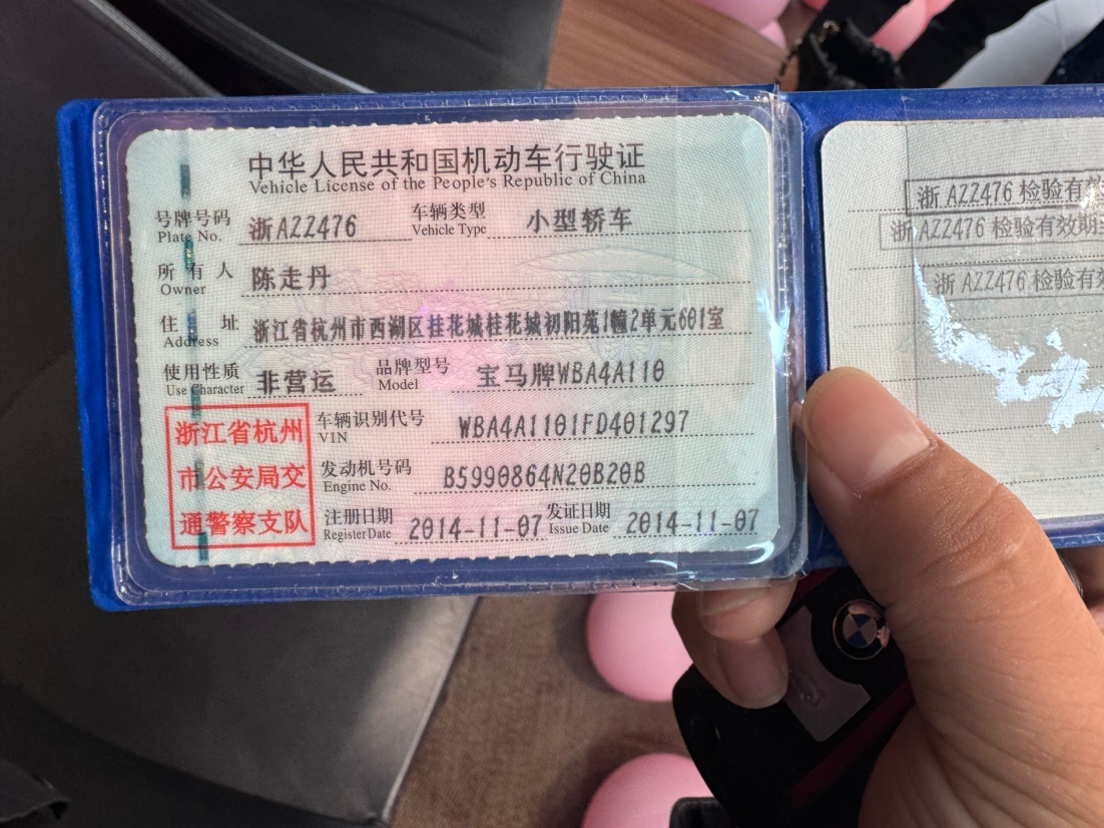 中华人民共和国机动车行驶证
Vehicle License of the People's Republic of China
号牌号码 浙AZZ476 车辆类型 小型轿车
Plate No. Vehicle Type
所有人 陈走丹
Owner
住址 浙江省杭州市西湖区桂花城桂花城初阳苑1幢2单元601室
Address
使用性质 非营运 品牌型号 宝马牌WBA4A110
Use Character Model
浙江省杭州
市公安局交
通警察支队
车辆识别代号 WBA4A1101FD401297
VIN
发动机号码 B5990864N20B20B
Engine No.
注册日期 2014-11-07 发证日期 2014-11-07
Register Date Issue Date
浙 AZZ476 检验有效
浙 AZZ476 检验有效期至
浙 AZZ476 检验有效